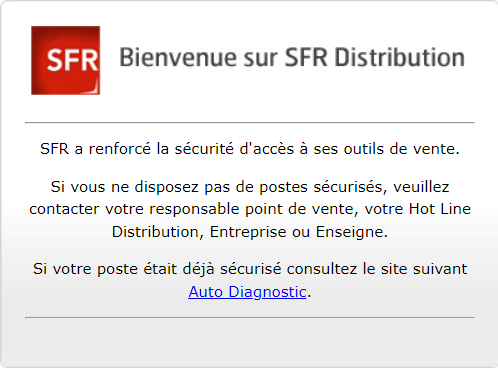 SFR
Bienvenue sur SFR Distribution
SFR a renforcé la sécurité d'accès à ses outils de vente.
Si vous ne disposez pas de postes sécurisés, veuillez
contacter votre responsable point de vente, votre Hot Line
Distribution, Entreprise ou Enseigne.
Si votre poste était déjà sécurisé consultez le site suivant
Auto Diagnostic.